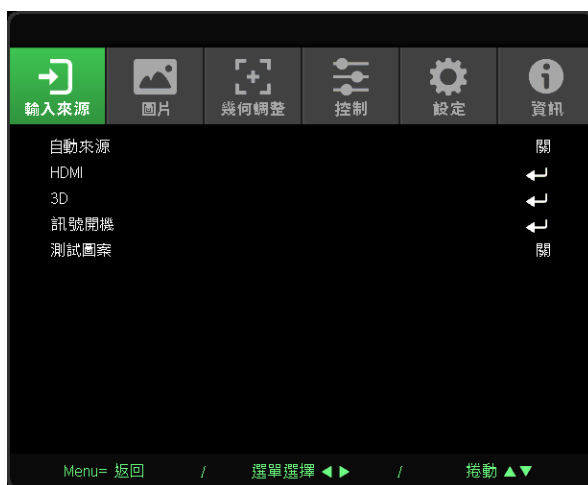 輸入來源 圖片 幾何調整 控制 設定 資訊
自動來源 關
HDMI
3D
訊號開機
測試圖案 關
Menu= 返回 / 選單選擇 ◀ ▶ / 捲動 ▲▼